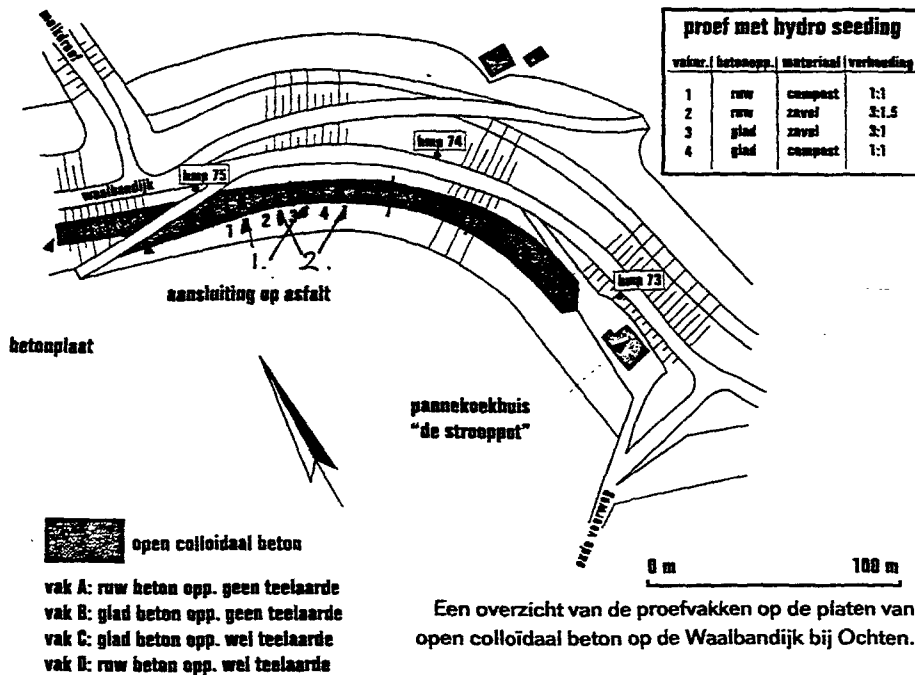 proef met hydro seeding
vaknr. betonopp. materiaal verhouding
1 ruw compost 1:1
2 ruw zavel 3:1.5
3 glad zavel 3:1
4 glad compost 1:1
hmp 74
hmp 75
waalbandijk
1 2 3 4
1. 2.
aansluiting op asfalt
hmp 73
betonplaat
pannekoekhuis
"de strooppot"
open colloidaal beton
0 m 100 m
vak A: ruw beton opp. geen teelaarde
vak B: glad beton opp. geen teelaarde
vak C: glad beton opp. wel teelaarde
vak D: ruw beton opp. wel teelaarde
Een overzicht van de proefvakken op de platen van
open colloïdaal beton op de Waalbandijk bij Ochten.